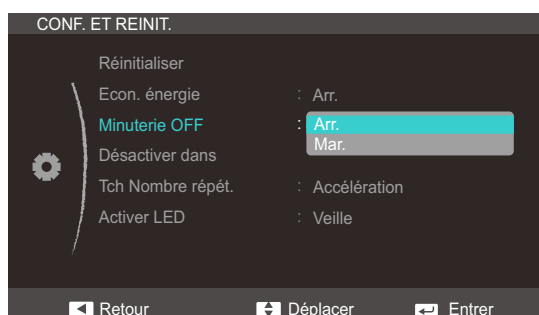 CONF. ET REINIT.
Réinitialiser
Econ. énergie : Arr.
Minuterie OFF : Arr.
Mar.
Désactiver dans
Tch Nombre répét. : Accélération
Activer LED : Veille
Retour Déplacer Entrer